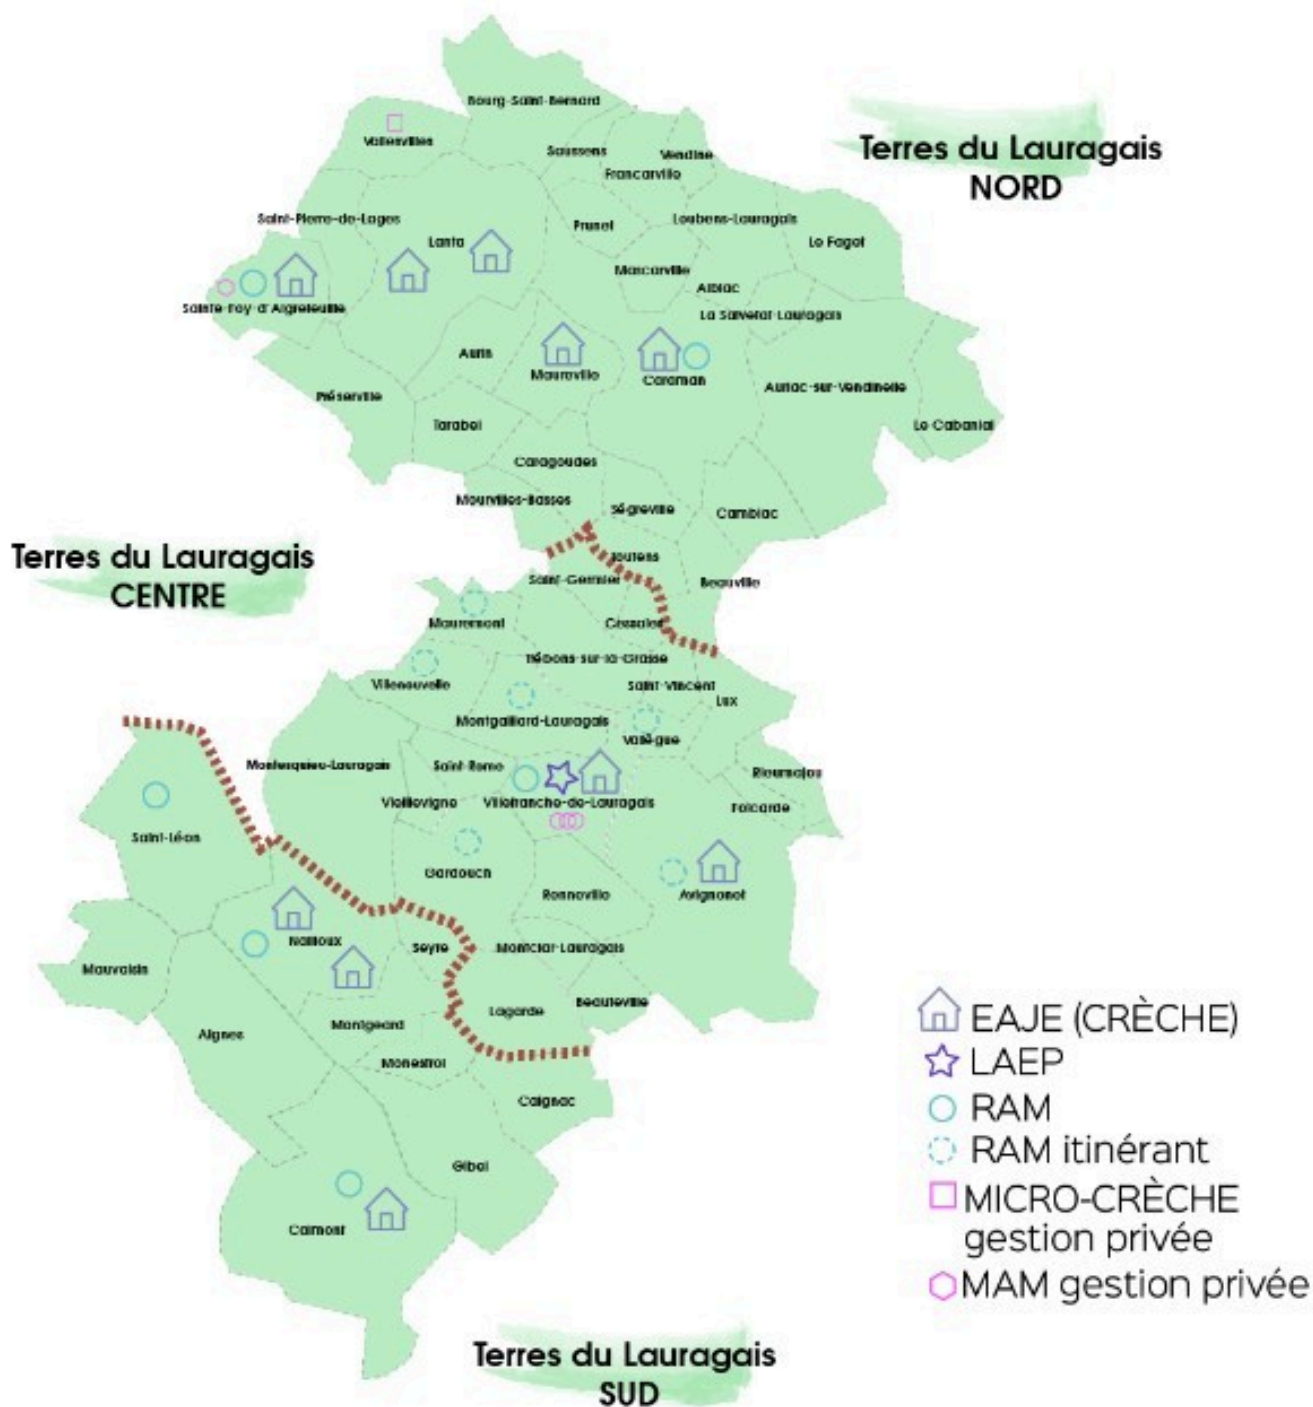 Bourg-Saint-Bernard
Vallesvilles
Saussens
Vendine
Francarville
Terres du Lauragais
NORD
Saint-Pierre-de-Lages
Lanta
Prunet
Loubens-Lauragais
Le Faget
Mascarville
Albiac
Sainte-Foy-d'Aigrefeuille
La Salvetat-Lauragais
Aurin
Maureville
Caraman
Auriac-sur-Vendinelle
Préserville
Tarabel
Le Cabanial
Caragoudes
Mourvilles-Basses
Ségreville
Cambiac
Terres du Lauragais
CENTRE
Toutens
Saint-Germier
Beauville
Mauremont
Cessales
Trébons-sur-la-Grasse
Villenouvelle
Saint-Vincent
Lux
Montgaillard-Lauragais
Vallègue
Montesquieu-Lauragais
Saint-Rome
Rieumajou
Vieillevigne
Villefranche-de-Lauragais
Folcarde
Saint-Léon
Gardouch
Renneville
Avignonet
Nailloux
Seyre
Montclar-Lauragais
Mauvaisin
Lagarde
Beauteville
Aignes
Montgeard
Monestrol
Caignac
Gibel
Calmont
EAJE (CRÈCHE)
LAEP
RAM
RAM itinérant
MICRO-CRÈCHE
gestion privée
MAM gestion privée
Terres du Lauragais
SUD